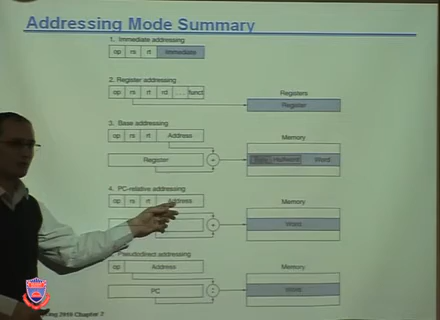 Addressing Mode Summary
1. Immediate addressing
op rs rt Immediate
2. Register addressing
op rs rt rd ... funct
Registers
Register
3. Base addressing
op rs rt Address
Memory
Register
+
Halfword Word
4. PC-relative addressing
op rs rt Address
Memory
+
Word
Pseudodirect addressing
op Address
Memory
PC
:
Word
Chapter 2